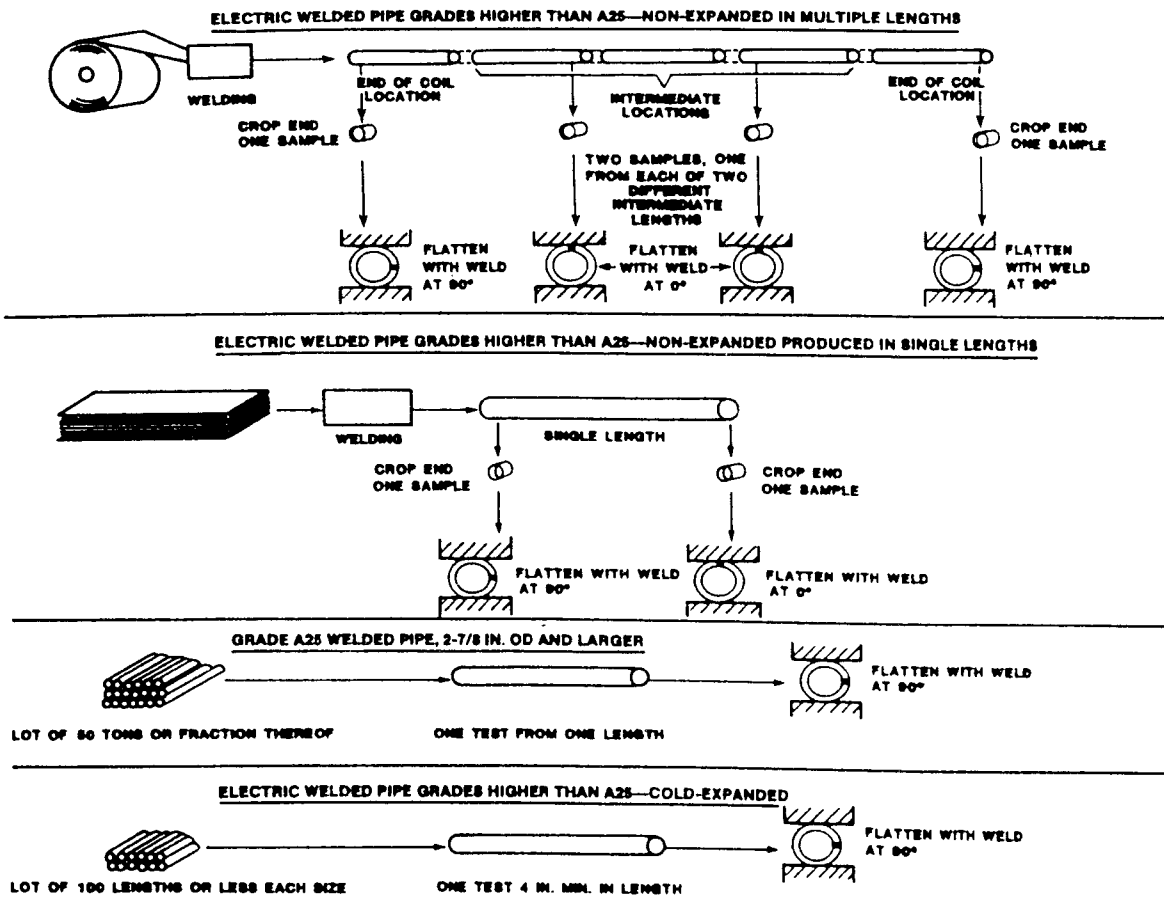 ELECTRIC WELDED PIPE GRADES HIGHER THAN A25—NON-EXPANDED IN MULTIPLE LENGTHS
WELDING
END OF COIL
LOCATION
INTERMEDIATE
LOCATIONS
END OF COIL
LOCATION
CROP END
ONE SAMPLE
CROP END
ONE SAMPLE
TWO SAMPLES, ONE
FROM EACH OF TWO
DIFFERENT
INTERMEDIATE
LENGTHS
FLATTEN
WITH WELD
AT 90°
FLATTEN
WITH WELD
AT 0°
FLATTEN
WITH WELD
AT 90°
ELECTRIC WELDED PIPE GRADES HIGHER THAN A25—NON-EXPANDED PRODUCED IN SINGLE LENGTHS
WELDING
SINGLE LENGTH
CROP END
ONE SAMPLE
CROP END
ONE SAMPLE
FLATTEN WITH WELD
AT 90°
FLATTEN WITH WELD
AT 0°
GRADE A25 WELDED PIPE, 2-7/8 IN. OD AND LARGER
FLATTEN WITH WELD
AT 90°
LOT OF 50 TONS OR FRACTION THEREOF
ONE TEST FROM ONE LENGTH
ELECTRIC WELDED PIPE GRADES HIGHER THAN A25—COLD-EXPANDED
FLATTEN WITH WELD
AT 90°
LOT OF 100 LENGTHS OR LESS EACH SIZE
ONE TEST 4 IN. MIN. IN LENGTH